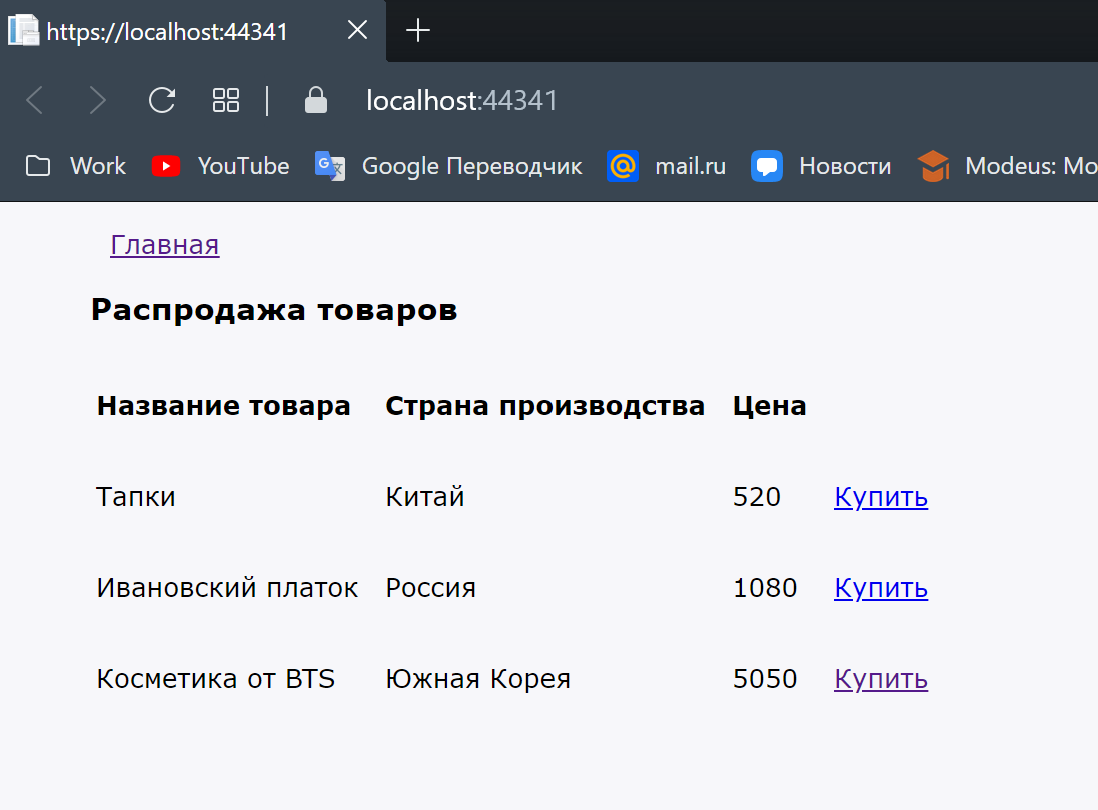 https://localhost:44341
localhost:44341
Work YouTube Google Переводчик mail.ru Новости Modeus: Mo
Главная
Распродажа товаров
Название товара Страна производства Цена
Тапки Китай 520 Купить
Ивановский платок Россия 1080 Купить
Косметика от BTS Южная Корея 5050 Купить